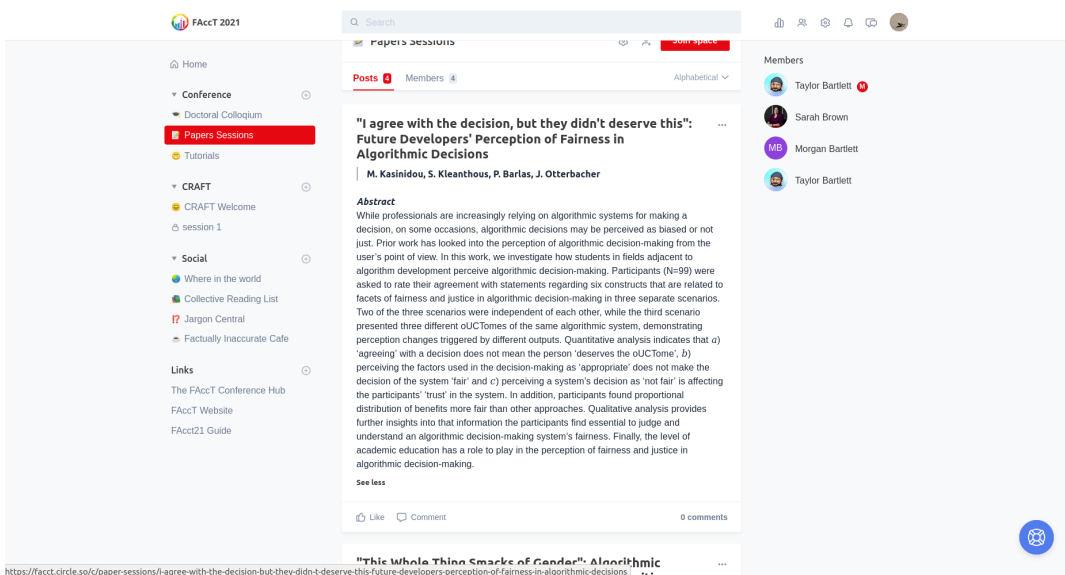 FAccT 2021
Search
Home
Conference
Doctoral Colloqium
Papers Sessions
Tutorials
CRAFT
CRAFT Welcome
session 1
Social
Where in the world
Collective Reading List
Jargon Central
Factually Inaccurate Cafe
Links
The FAccT Conference Hub
FAccT Website
FAcct21 Guide
Papers Sessions
Join space
Posts 4 Members 4 Alphabetical
"I agree with the decision, but they didn't deserve this":
Future Developers' Perception of Fairness in
Algorithmic Decisions
M. Kasinidou, S. Kleanthous, P. Barlas, J. Otterbacher
Abstract
While professionals are increasingly relying on algorithmic systems for making a
decision, on some occasions, algorithmic decisions may be perceived as biased or not
just. Prior work has looked into the perception of algorithmic decision-making from the
user's point of view. In this work, we investigate how students in fields adjacent to
algorithm development perceive algorithmic decision-making. Participants (N=99) were
asked to rate their agreement with statements regarding six constructs that are related to
facets of fairness and justice in algorithmic decision-making in three separate scenarios.
Two of the three scenarios were independent of each other, while the third scenario
presented three different oUCTomes of the same algorithmic system, demonstrating
perception changes triggered by different outputs. Quantitative analysis indicates that a)
‘agreeing’ with a decision does not mean the person ‘deserves the oUCTome’, b)
perceiving the factors used in the decision-making as ‘appropriate’ does not make the
decision of the system ‘fair’ and c) perceiving a system's decision as ‘not fair’ is affecting
the participants’ ‘trust’ in the system. In addition, participants found proportional
distribution of benefits more fair than other approaches. Qualitative analysis provides
further insights into that information the participants find essential to judge and
understand an algorithmic decision-making system's fairness. Finally, the level of
academic education has a role to play in the perception of fairness and justice in
algorithmic decision-making.
See less
Like Comment 0 comments
"This Whole Thing Smacks of Gender": Algorithmic
Members
Taylor Bartlett M
Sarah Brown
MB Morgan Bartlett
Taylor Bartlett
https://facct.circle.so/c/paper-sessions/i-agree-with-the-decision-but-they-didn-t-deserve-this-future-developers-perception-of-fairness-in-algorithmic-decisions